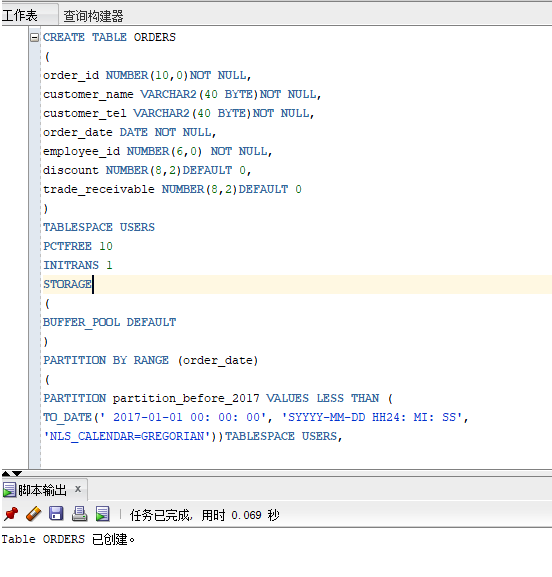 工作表 查询构建器
CREATE TABLE ORDERS
(
order_id NUMBER(10,0)NOT NULL,
customer_name VARCHAR2(40 BYTE)NOT NULL,
customer_tel VARCHAR2(40 BYTE)NOT NULL,
order_date DATE NOT NULL,
employee_id NUMBER(6,0) NOT NULL,
discount NUMBER(8,2)DEFAULT 0,
trade_receivable NUMBER(8,2)DEFAULT 0
)
TABLESPACE USERS
PCTFREE 10
INITRANS 1
STORAGE
(
BUFFER_POOL DEFAULT
)
PARTITION BY RANGE (order_date)
(
PARTITION partition_before_2017 VALUES LESS THAN (
TO_DATE(' 2017-01-01 00: 00: 00', 'SYYYY-MM-DD HH24: MI: SS',
'NLS_CALENDAR=GREGORIAN'))TABLESPACE USERS,
脚本输出 x
任务已完成, 用时 0.069 秒
Table ORDERS 已创建。